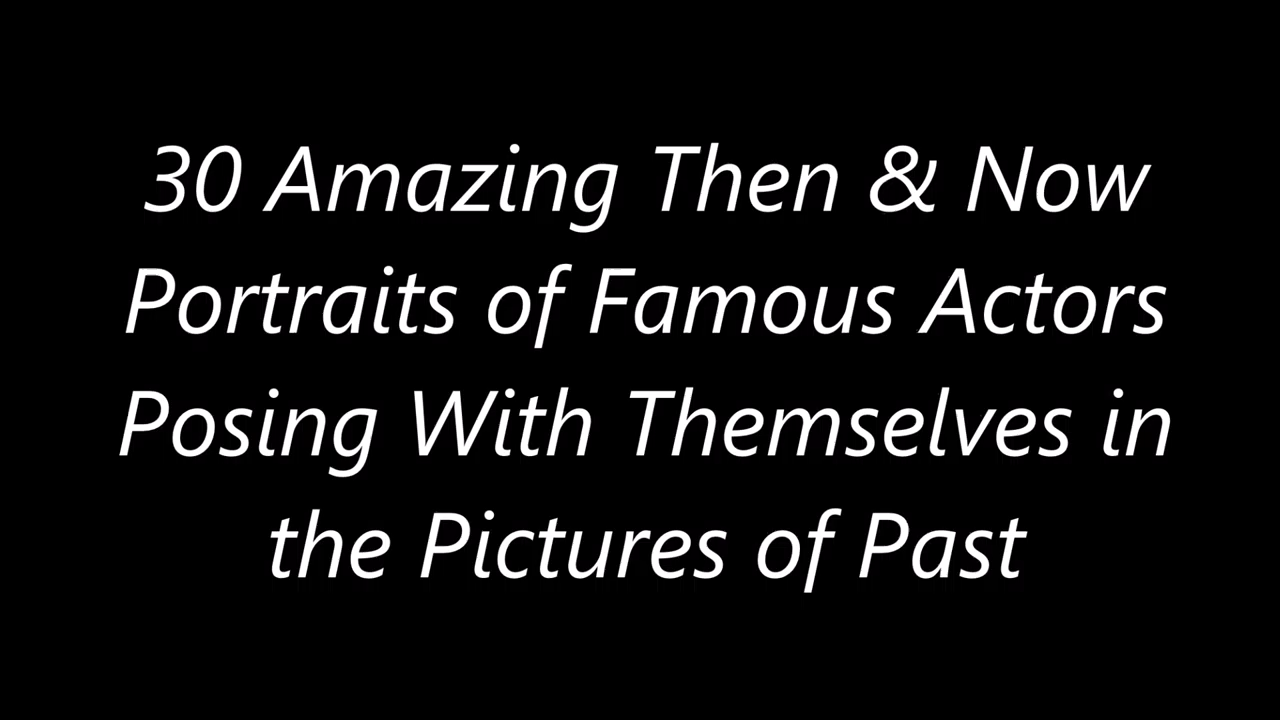 30 Amazing Then & Now
Portraits of Famous Actors
Posing With Themselves in
the Pictures of Past